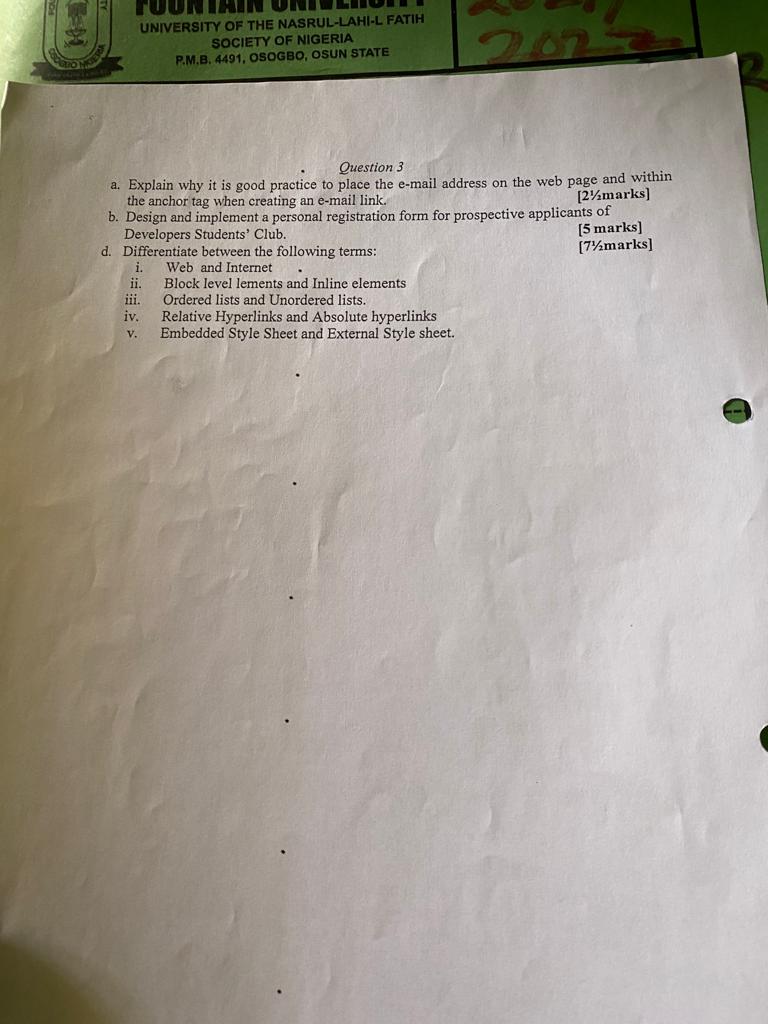 FOUNTAIN UNIVERSITY
UNIVERSITY OF THE NASRUL-LAHI-L FATIH
SOCIETY OF NIGERIA
P.M.B. 4491, OSOGBO, OSUN STATE
2022
Question 3
a. Explain why it is good practice to place the e-mail address on the web page and within
the anchor tag when creating an e-mail link. [2½marks]
b. Design and implement a personal registration form for prospective applicants of
Developers Students' Club. [5 marks]
d. Differentiate between the following terms: [7½marks]
i. Web and Internet
ii. Block level lements and Inline elements
iii. Ordered lists and Unordered lists.
iv. Relative Hyperlinks and Absolute hyperlinks
v. Embedded Style Sheet and External Style sheet.